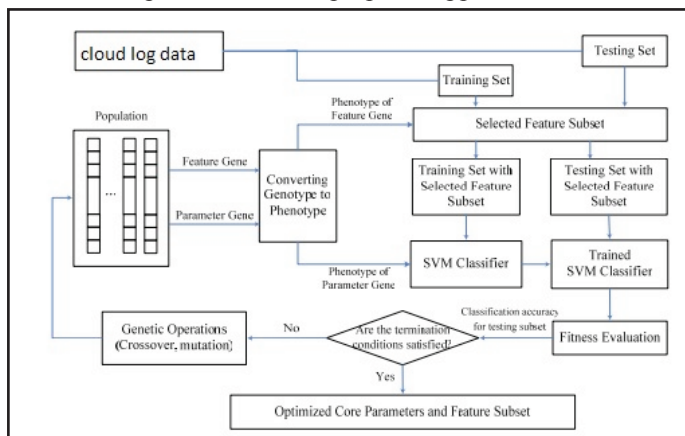 cloud log data
Testing Set
Training Set
Population
Phenotype of
Feature Gene
Selected Feature Subset
Feature Gene
Converting
Genotype to
Phenotype
Training Set with
Selected Feature
Subset
Testing Set with
Selected Feature
Subset
...
Parameter Gene
Phenotype of
Parameter Gene
SVM Classifier
Trained
SVM Classifier
Classification accuracy
for testing subset
Genetic Operations
(Crossover, mutation)
No
Are the termination
conditions satisfied?
Fitness Evaluation
Yes
Optimized Core Parameters and Feature Subset